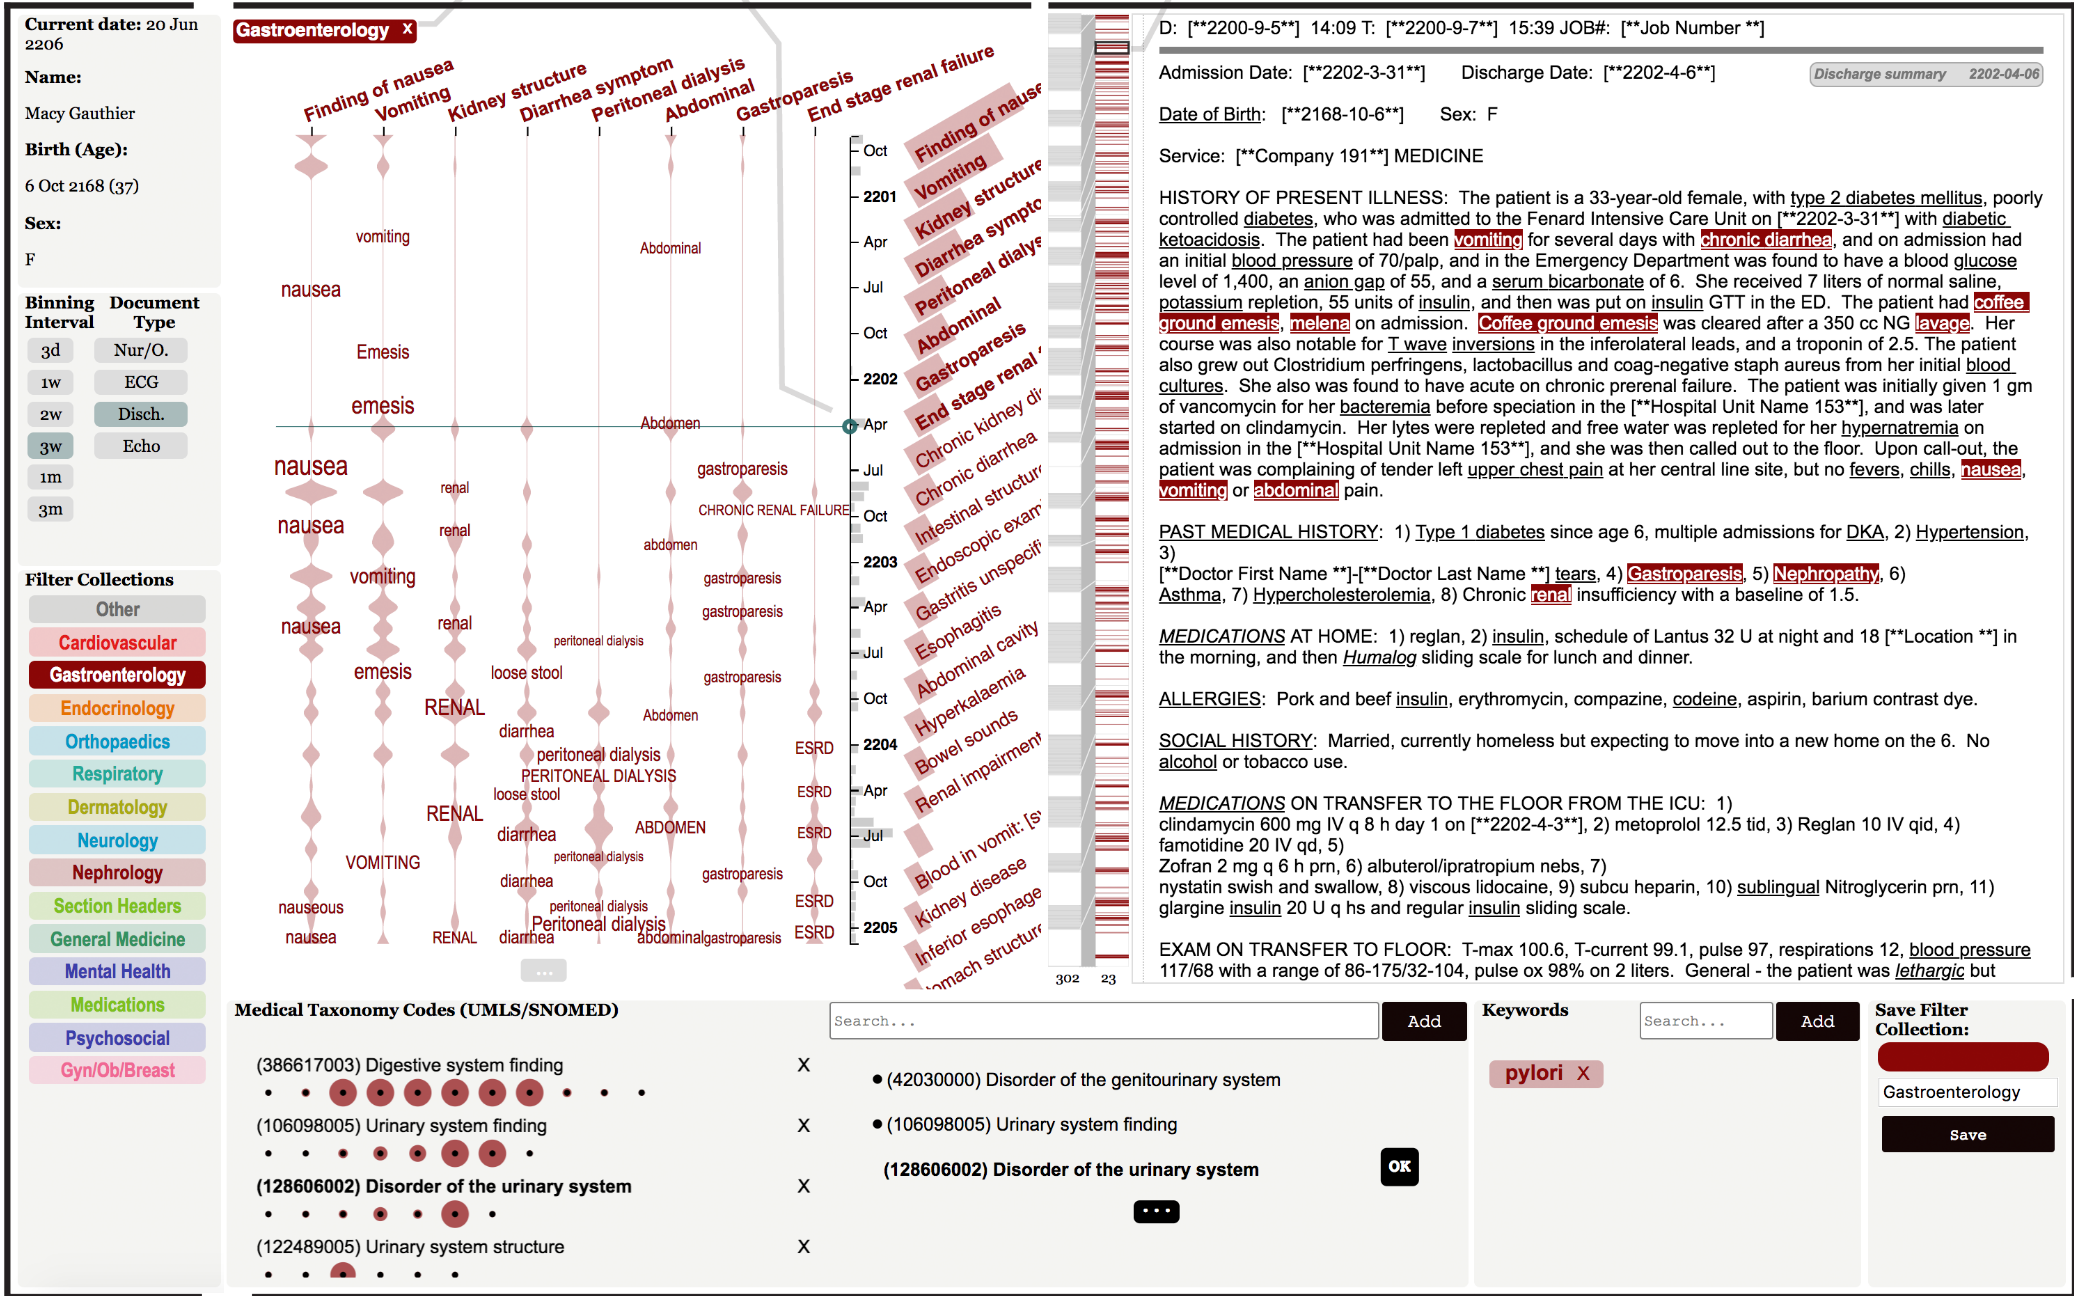 Current date: 20 Jun
2206
Name:
Macy Gauthier
Birth (Age):
6 Oct 2168 (37)
Sex:
F
Binning
Interval
Document
Type
3d
Nur/O.
1w
ECG
2w
Disch.
3w
Echo
1m
3m
Filter Collections
Other
Cardiovascular
Gastroenterology
Endocrinology
Orthopaedics
Respiratory
Dermatology
Neurology
Nephrology
Section Headers
General Medicine
Mental Health
Medications
Psychosocial
Gyn/Ob/Breast
Gastroenterology X
Finding of nausea
Vomiting
Kidney structure
Diarrhea symptom
Peritoneal dialysis
Abdominal
Gastroparesis
End stage renal failure
Oct
2201
vomiting
Abdominal
Apr
nausea
Jul
Oct
Emesis
2202
emesis
Abdomen
Apr
nausea
gastroparesis
Jul
renal
CHRONIC RENAL FAILURE
Oct
nausea
renal
abdomen
2203
vomiting
gastroparesis
gastroparesis
Apr
nausea
renal
peritoneal dialysis
Jul
emesis
loose stool
gastroparesis
Oct
RENAL
Abdomen
diarrhea
ESRD
2204
peritoneal dialysis
PERITONEAL DIALYSIS
loose stool
ESRD
Apr
RENAL
diarrhea
ABDOMEN
ESRD
Jul
VOMITING
peritoneal dialysis
gastroparesis
diarrhea
Oct
nauseous
peritoneal dialysis
ESRD
Peritoneal dialysis
2205
nausea
RENAL
diarrhea
abdominal
gastroparesis
ESRD
...
Finding of nause
Vomiting
Kidney structure
Diarrhea sympto
Peritoneal dialys
Abdominal
Gastroparesis
End stage renal
Chronic kidney di
Chronic diarrhea
Intestinal structur
Endoscopic exam
Gastritis unspecifi
Esophagitis
Abdominal cavity
Hyperkalaemia
Bowel sounds
Renal impairment
Blood in vomit: [s
Kidney disease
Inferior esophage
tomach structur
302
23
D: [**2200-9-5**] 14:09 T: [**2200-9-7**] 15:39 JOB#: [**Job Number **]
Admission Date: [**2202-3-31**] Discharge Date: [**2202-4-6**]
Discharge summary 2202-04-06
Date of Birth: [**2168-10-6**] Sex: F
Service: [**Company 191**] MEDICINE
HISTORY OF PRESENT ILLNESS: The patient is a 33-year-old female, with type 2 diabetes mellitus, poorly
controlled diabetes, who was admitted to the Fenard Intensive Care Unit on [**2202-3-31**] with diabetic
ketoacidosis. The patient had been vomiting for several days with chronic diarrhea, and on admission had
an initial blood pressure of 70/palp, and in the Emergency Department was found to have a blood glucose
level of 1,400, an anion gap of 55, and a serum bicarbonate of 6. She received 7 liters of normal saline,
potassium repletion, 55 units of insulin, and then was put on insulin GTT in the ED. The patient had coffee
ground emesis, melena on admission. Coffee ground emesis was cleared after a 350 cc NG lavage. Her
course was also notable for T wave inversions in the inferolateral leads, and a troponin of 2.5. The patient
also grew out Clostridium perfringens, lactobacillus and coag-negative staph aureus from her initial blood
cultures. She also was found to have acute on chronic prerenal failure. The patient was initially given 1 gm
of vancomycin for her bacteremia before speciation in the [**Hospital Unit Name 153**], and was later
started on clindamycin. Her lytes were repleted and free water was repleted for her hypernatremia on
admission in the [**Hospital Unit Name 153**], and she was then called out to the floor. Upon call-out, the
patient was complaining of tender left upper chest pain at her central line site, but no fevers, chills, nausea,
vomiting or abdominal pain.
PAST MEDICAL HISTORY: 1) Type 1 diabetes since age 6, multiple admissions for DKA, 2) Hypertension,
3)
[**Doctor First Name **]-[**Doctor Last Name **] tears, 4) Gastroparesis, 5) Nephropathy, 6)
Asthma, 7) Hypercholesterolemia, 8) Chronic renal insufficiency with a baseline of 1.5.
MEDICATIONS AT HOME: 1) reglan, 2) insulin, schedule of Lantus 32 U at night and 18 [**Location **] in
the morning, and then Humalog sliding scale for lunch and dinner.
ALLERGIES: Pork and beef insulin, erythromycin, compazine, codeine, aspirin, barium contrast dye.
SOCIAL HISTORY: Married, currently homeless but expecting to move into a new home on the 6. No
alcohol or tobacco use.
MEDICATIONS ON TRANSFER TO THE FLOOR FROM THE ICU: 1)
clindamycin 600 mg IV q 8 h day 1 on [**2202-4-3**], 2) metoprolol 12.5 tid, 3) Reglan 10 IV qid, 4)
famotidine 20 IV qd, 5)
Zofran 2 mg q 6 h prn, 6) albuterol/ipratropium nebs, 7)
nystatin swish and swallow, 8) viscous lidocaine, 9) subcu heparin, 10) sublingual Nitroglycerin prn, 11)
glargine insulin 20 U q hs and regular insulin sliding scale.
EXAM ON TRANSFER TO FLOOR: T-max 100.6, T-current 99.1, pulse 97, respirations 12, blood pressure
117/68 with a range of 86-175/32-104, pulse ox 98% on 2 liters. General - the patient was lethargic but
Medical Taxonomy Codes (UMLS/SNOMED)
Search...
Add
(386617003) Digestive system finding X
(106098005) Urinary system finding X
(128606002) Disorder of the urinary system X
(122489005) Urinary system structure X
• (42030000) Disorder of the genitourinary system
• (106098005) Urinary system finding
(128606002) Disorder of the urinary system
OK
...
Keywords
Search...
Add
pylori X
Save Filter
Collection:
Gastroenterology
Save